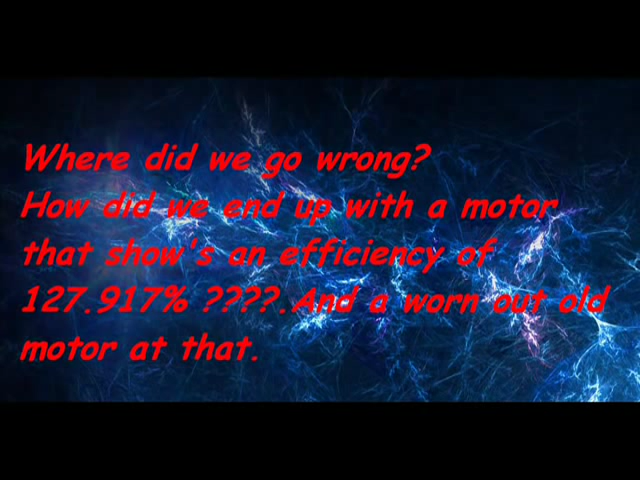 Where did we go wrong?
How did we end up with a motor
that show's an efficiency of
127.917% ????.And a worn out old
motor at that.